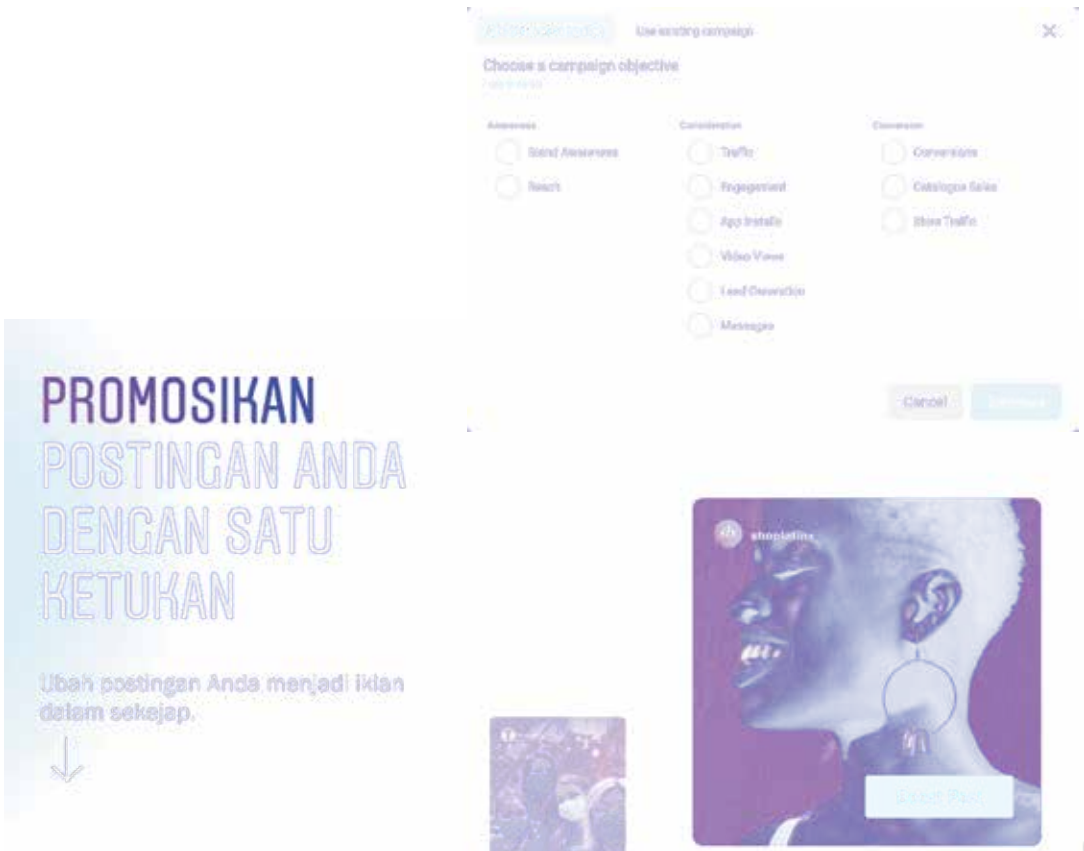 Use existing campaign
Choose a campaign objective
Awareness
Brand Awareness
Reach
Consideration
Traffic
Engagement
App Installs
Video Views
Lead Generation
Messages
Conversion
Conversions
Catalogue Sales
Store Traffic
Cancel
PROMOSIKAN
POSTINGAN ANDA
DENGAN SATU
KETUKAN
Ubah postingan Anda menjadi iklan
dalam sekejap.